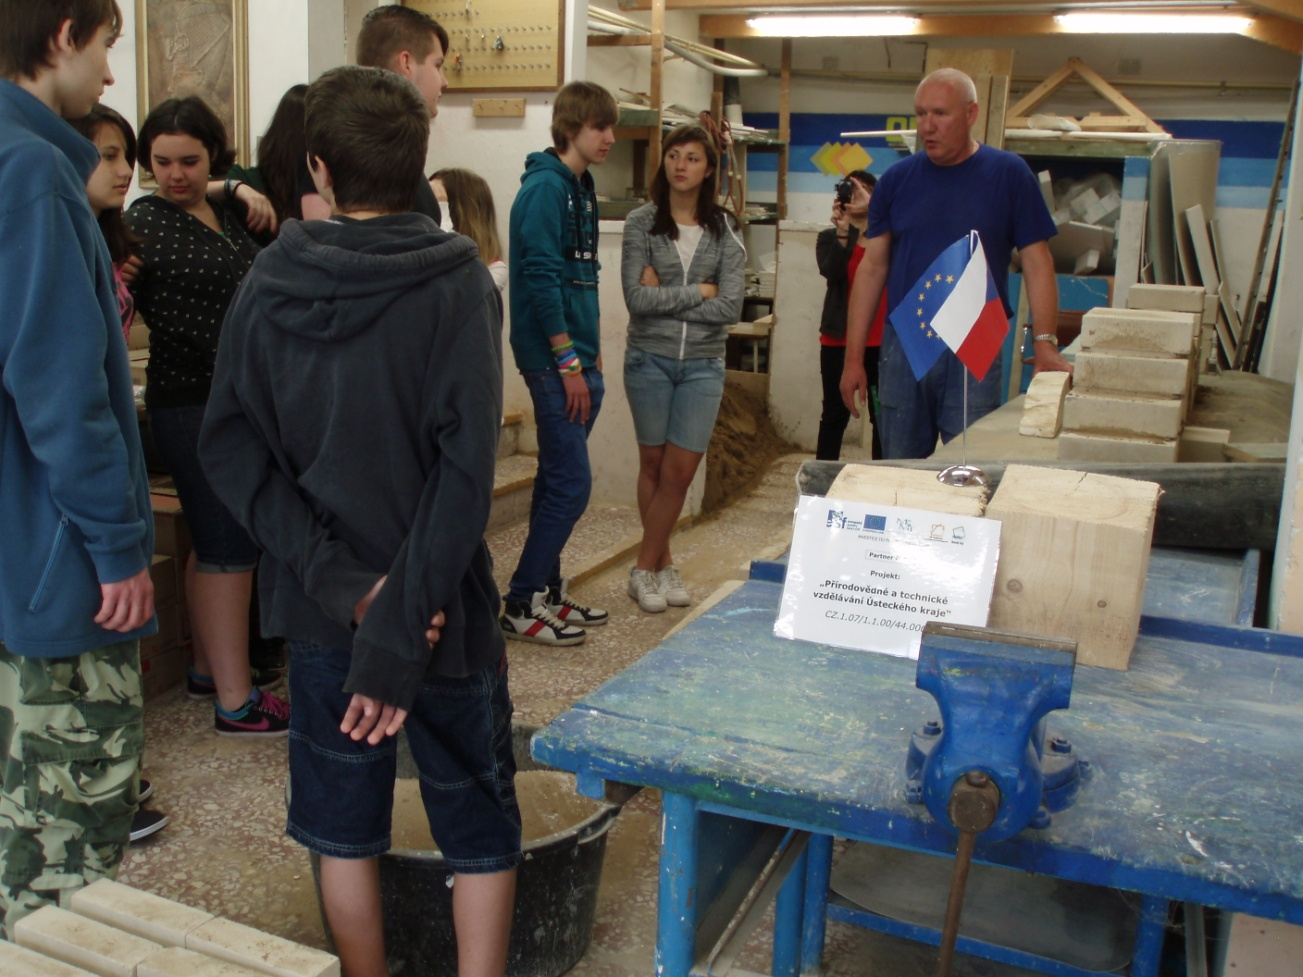 Partner
Projekt:
„Přírodovědné a technické
vzdělávání Ústeckého kraje"
CZ.1.07/1.1.00/44.00